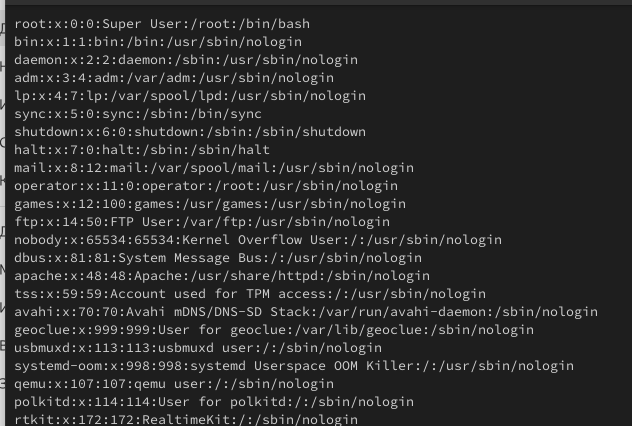 root:x:0:0:Super User:/root:/bin/bash
bin:x:1:1:bin:/bin:/usr/sbin/nologin
daemon:x:2:2:daemon:/sbin:/usr/sbin/nologin
adm:x:3:4:adm:/var/adm:/usr/sbin/nologin
lp:x:4:7:lp:/var/spool/lpd:/usr/sbin/nologin
sync:x:5:0:sync:/sbin:/bin/sync
shutdown:x:6:0:shutdown:/sbin:/sbin/shutdown
halt:x:7:0:halt:/sbin:/sbin/halt
mail:x:8:12:mail:/var/spool/mail:/usr/sbin/nologin
operator:x:11:0:operator:/root:/usr/sbin/nologin
games:x:12:100:games:/usr/games:/usr/sbin/nologin
ftp:x:14:50:FTP User:/var/ftp:/usr/sbin/nologin
nobody:x:65534:65534:Kernel Overflow User:/:/usr/sbin/nologin
dbus:x:81:81:System Message Bus:/:/usr/sbin/nologin
apache:x:48:48:Apache:/usr/share/httpd:/sbin/nologin
tss:x:59:59:Account used for TPM access:/:/usr/sbin/nologin
avahi:x:70:70:Avahi mDNS/DNS-SD Stack:/var/run/avahi-daemon:/sbin/nologin
geoclue:x:999:999:User for geoclue:/var/lib/geoclue:/sbin/nologin
usbmuxd:x:113:113:usbmuxd user:/:/sbin/nologin
systemd-oom:x:998:998:systemd Userspace OOM Killer:/:/usr/sbin/nologin
qemu:x:107:107:qemu user:/:/sbin/nologin
polkitd:x:114:114:User for polkitd:/:/sbin/nologin
rtkit:x:172:172:RealtimeKit:/:/sbin/nologin